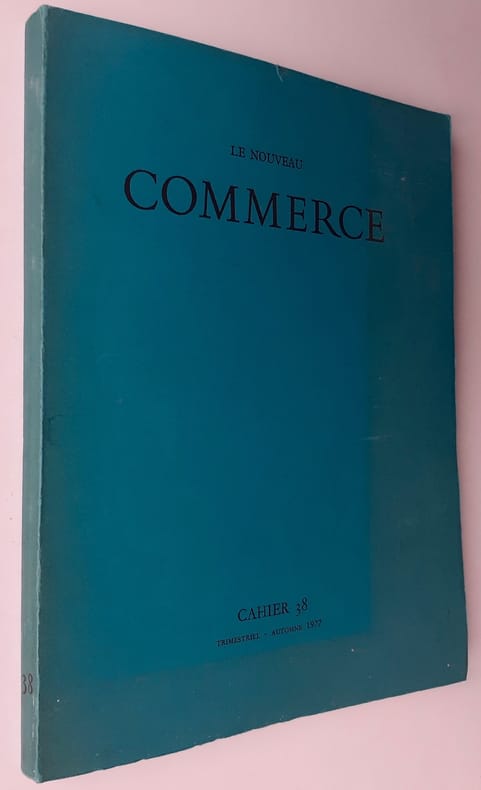 LE NOUVEAU
COMMERCE
CAHIER 38
TRIMESTRIEL - AUTOMNE 1977
38